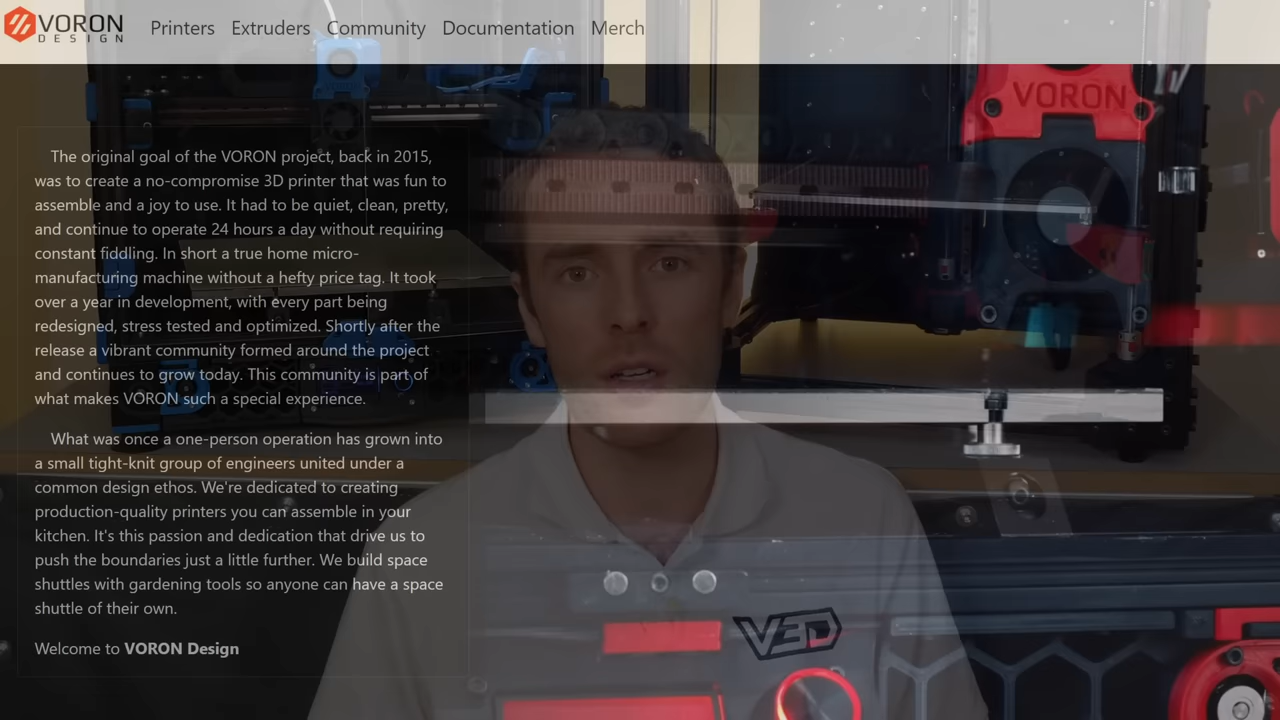 VORON
DESIGN
Printers Extruders Community Documentation Merch
VORON
The original goal of the VORON project, back in 2015,
was to create a no-compromise 3D printer that was fun to
assemble and a joy to use. It had to be quiet, clean, pretty,
and continue to operate 24 hours a day without requiring
constant fiddling. In short a true home micro-
manufacturing machine without a hefty price tag. It took
over a year in development, with every part being
redesigned, stress tested and optimized. Shortly after the
release a vibrant community formed around the project
and continues to grow today. This community is part of
what makes VORON such a special experience.
What was once a one-person operation has grown into
a small tight-knit group of engineers united under a
common design ethos. We're dedicated to creating
production-quality printers you can assemble in your
kitchen. It's this passion and dedication that drive us to
push the boundaries just a little further. We build space
shuttles with gardening tools so anyone can have a space
shuttle of their own.
Welcome to VORON Design
V3D